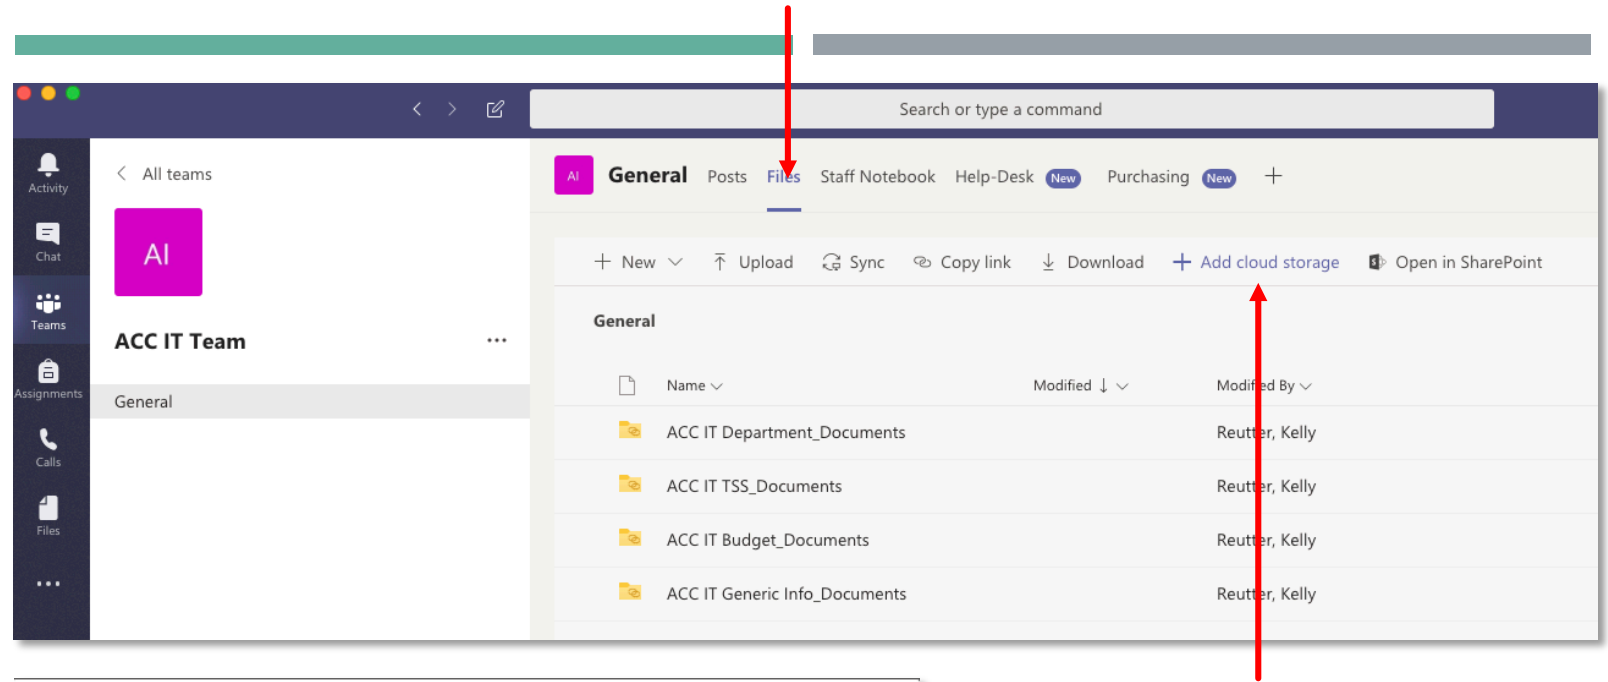 Search or type a command
Activity
Chat
Teams
Assignments
Calls
Files
All teams
AI
ACC IT Team
General
AI General Posts Files Staff Notebook Help-Desk New Purchasing New
New Upload Sync Copy link Download Add cloud storage Open in SharePoint
General
Name Modified Modified By
ACC IT Department_Documents Reutter, Kelly
ACC IT TSS_Documents Reutter, Kelly
ACC IT Budget_Documents Reutter, Kelly
ACC IT Generic Info_Documents Reutter, Kelly